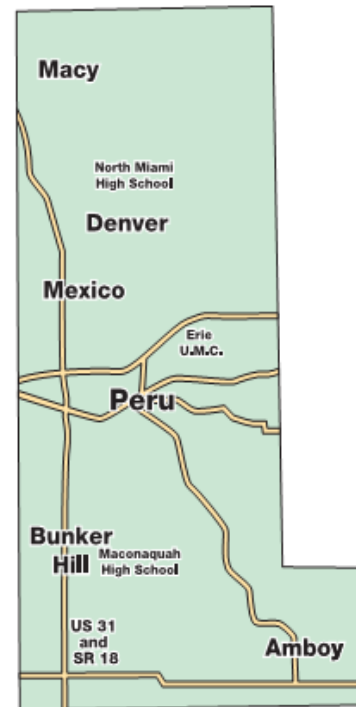 Macy
North Miami
High School
Denver
Mexico
Erie
U.M.C.
Peru
Bunker
Hill
Maconaquah
High School
US 31
and
SR 18
Amboy